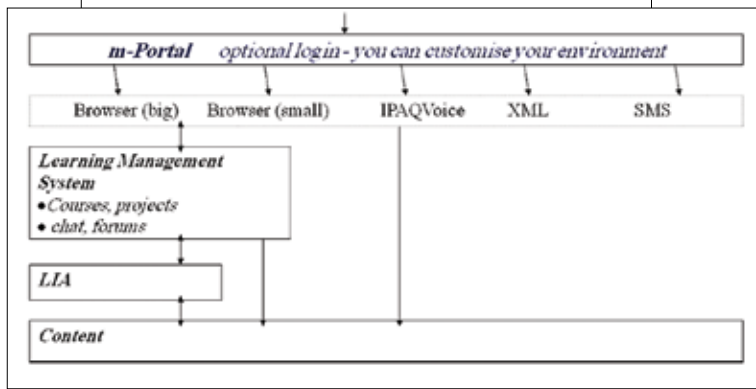 m-Portal optional login - you can customise your environment
Browser (big) Browser (small) IPAQVoice XML SMS
Learning Management
System
•Courses, projects
• chat, forums
LIA
Content